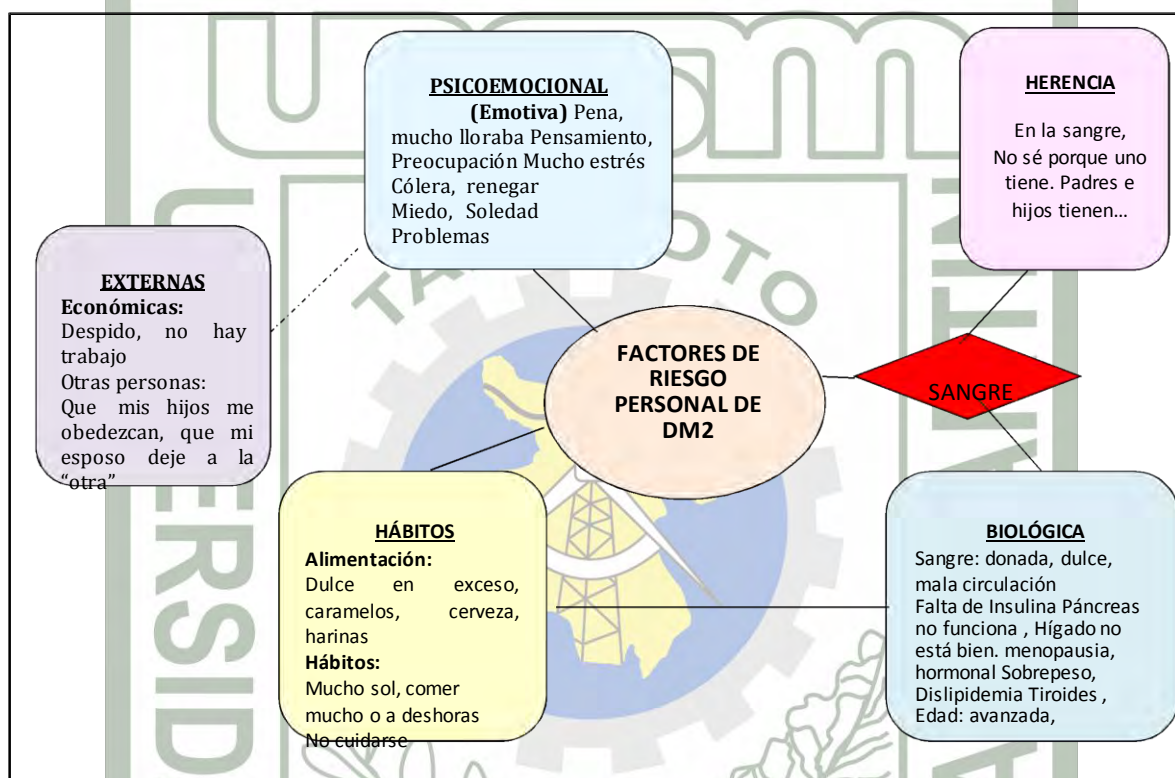 PSICOEMOCIONAL
(Emotiva) Pena,
mucho lloraba Pensamiento,
Preocupación Mucho estrés
Cólera, renegar
Miedo, Soledad
Problemas
HERENCIA
En la sangre,
No sé porque uno
tiene. Padres e
hijos tienen...
EXTERNAS
Económicas:
Despido, no hay
trabajo
Otras personas:
Que mis hijos me
obedezcan, que mi
esposo deje a la
“otra”
FACTORES DE
RIESGO
PERSONAL DE
DM2
SANGRE
HÁBITOS
Alimentación:
Dulce en exceso,
caramelos, cerveza,
harinas
Hábitos:
Mucho sol, comer
mucho o a deshoras
No cuidarse
BIOLÓGICA
Sangre: donada, dulce,
mala circulación
Falta de Insulina Páncreas
no funciona , Hígado no
está bien. menopausia,
hormonal Sobrepeso,
Dislipidemia Tiroides ,
Edad: avanzada,